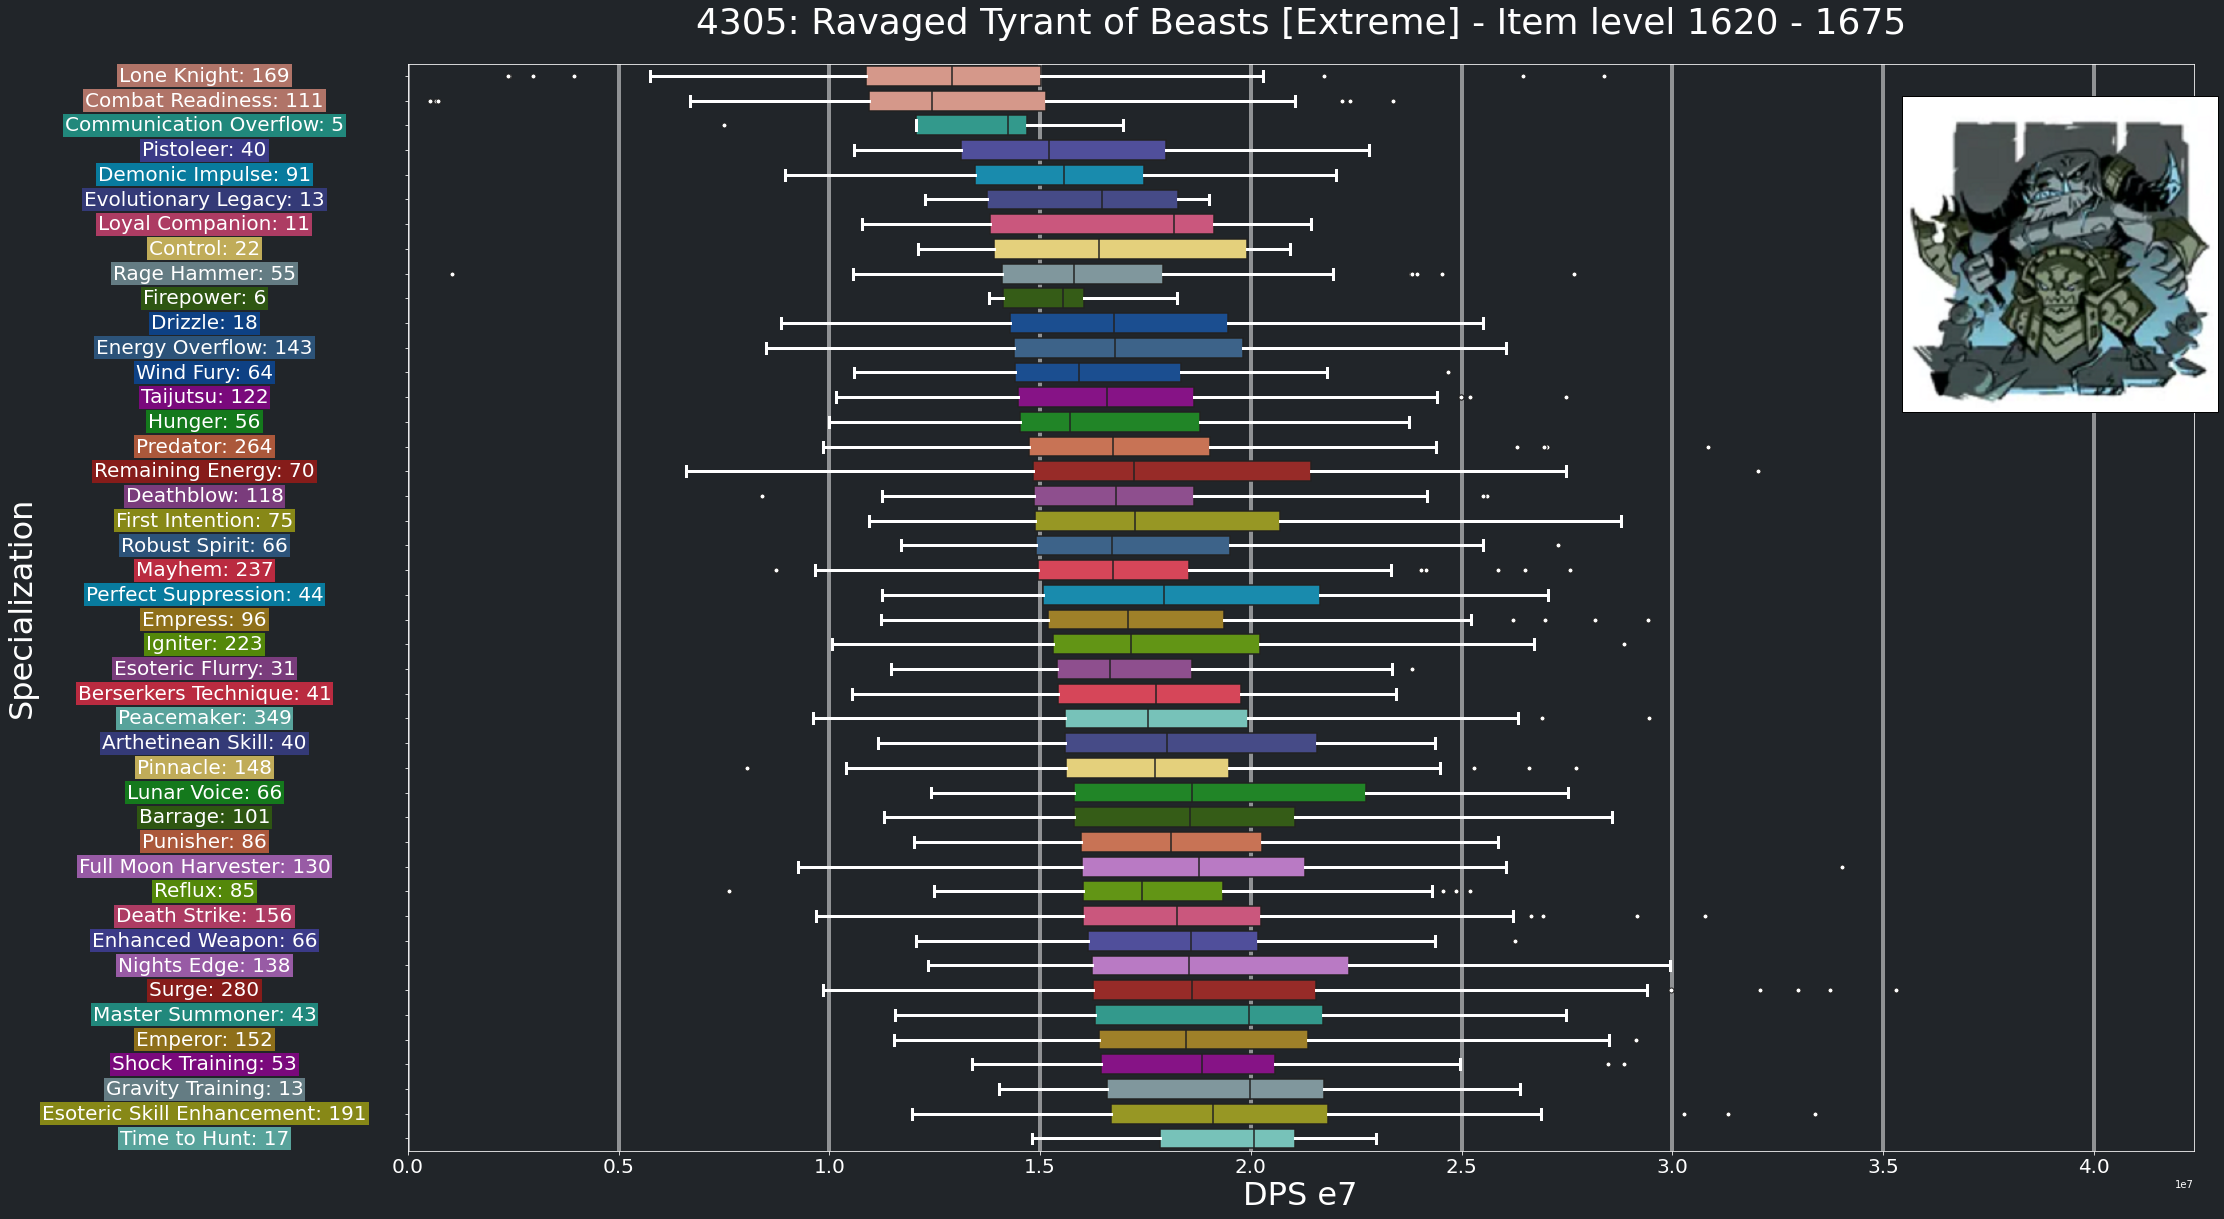 4305: Ravaged Tyrant of Beasts [Extreme] - Item level 1620 - 1675
Specialization
Lone Knight: 169
Combat Readiness: 111
Communication Overflow: 5
Pistoleer: 40
Demonic Impulse: 91
Evolutionary Legacy: 13
Loyal Companion: 11
Control: 22
Rage Hammer: 55
Firepower: 6
Drizzle: 18
Energy Overflow: 143
Wind Fury: 64
Taijutsu: 122
Hunger: 56
Predator: 264
Remaining Energy: 70
Deathblow: 118
First Intention: 75
Robust Spirit: 66
Mayhem: 237
Perfect Suppression: 44
Empress: 96
Igniter: 223
Esoteric Flurry: 31
Berserkers Technique: 41
Peacemaker: 349
Arthetinean Skill: 40
Pinnacle: 148
Lunar Voice: 66
Barrage: 101
Punisher: 86
Full Moon Harvester: 130
Reflux: 85
Death Strike: 156
Enhanced Weapon: 66
Nights Edge: 138
Surge: 280
Master Summoner: 43
Emperor: 152
Shock Training: 53
Gravity Training: 13
Esoteric Skill Enhancement: 191
Time to Hunt: 17
0.0 0.5 1.0 1.5 2.0 2.5 3.0 3.5 4.0
1e7
DPS e7